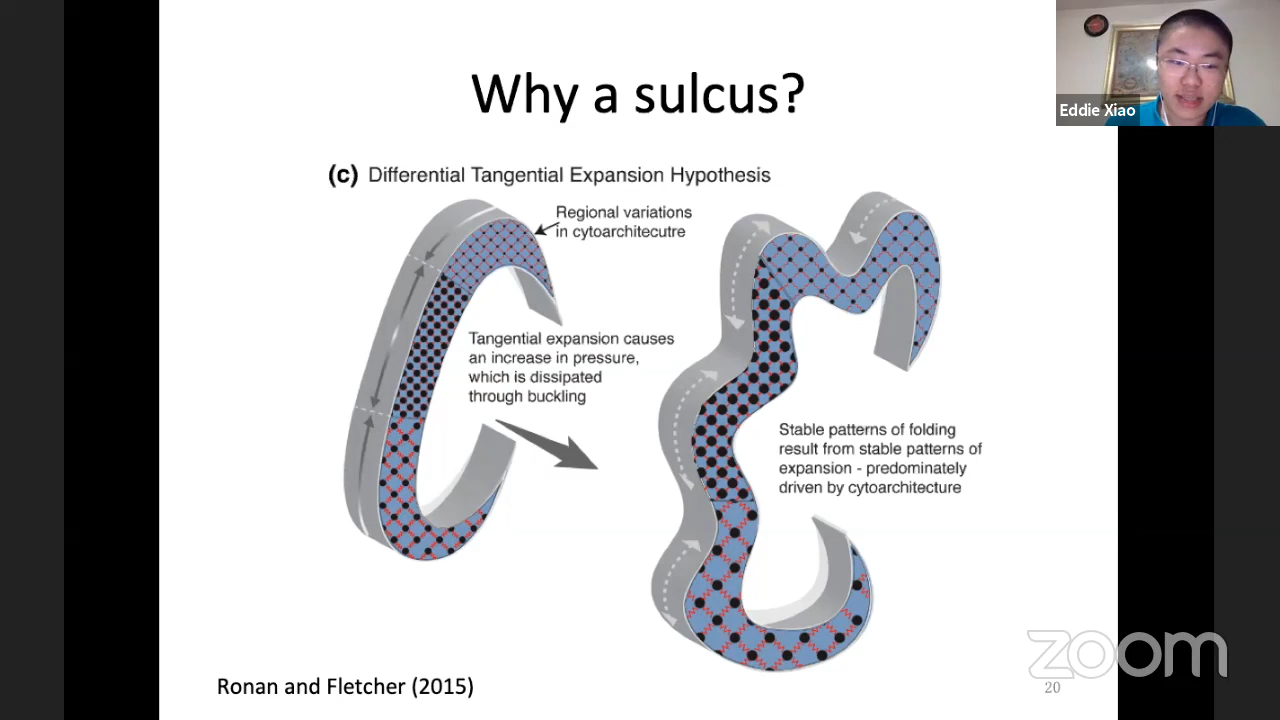 Why a sulcus?
Eddie Xiao
(c) Differential Tangential Expansion Hypothesis
Regional variations
in cytoarchitecutre
Tangential expansion causes
an increase in pressure,
which is dissipated
through buckling
Stable patterns of folding
result from stable patterns of
expansion - predominately
driven by cytoarchitecture
Ronan and Fletcher (2015)
zoom
20